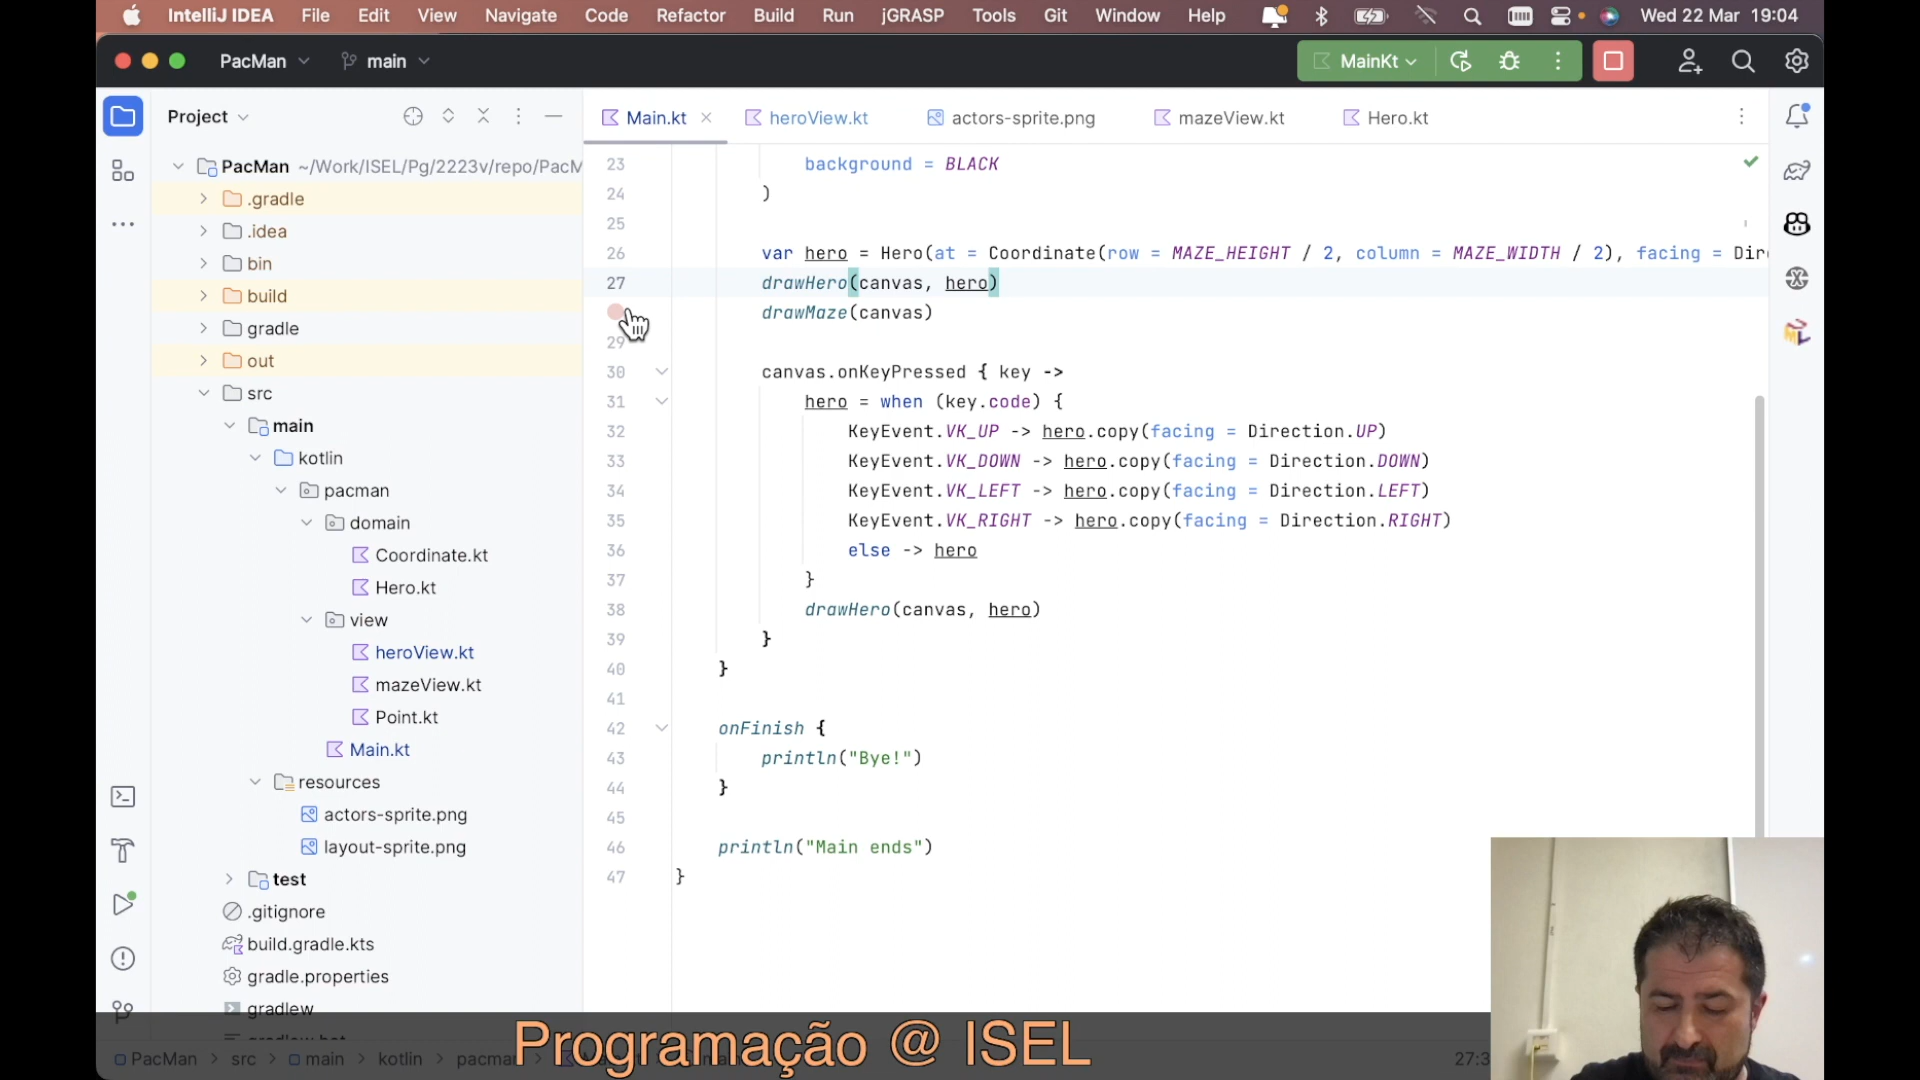 IntelliJ IDEA File Edit View Navigate Code Refactor Build Run jGRASP Tools Git Window Help Wed 22 Mar 19:04
PacMan main MainKt
Project
Main.kt heroView.kt actors-sprite.png mazeView.kt Hero.kt
PacMan ~/Work/ISEL/Pg/2223v/repo/PacM
.gradle
.idea
bin
build
gradle
out
src
main
kotlin
pacman
domain
Coordinate.kt
Hero.kt
view
heroView.kt
mazeView.kt
Point.kt
Main.kt
resources
actors-sprite.png
layout-sprite.png
test
.gitignore
build.gradle.kts
gradle.properties
gradlew
23 background = BLACK
24 )
25
26 var hero = Hero(at = Coordinate(row = MAZE_HEIGHT / 2, column = MAZE_WIDTH / 2), facing = Dir
27 drawHero(canvas, hero)
drawMaze(canvas)
29
30 canvas.onKeyPressed { key ->
31 hero = when (key.code) {
32 KeyEvent.VK_UP -> hero.copy(facing = Direction.UP)
33 KeyEvent.VK_DOWN -> hero.copy(facing = Direction.DOWN)
34 KeyEvent.VK_LEFT -> hero.copy(facing = Direction.LEFT)
35 KeyEvent.VK_RIGHT -> hero.copy(facing = Direction.RIGHT)
36 else -> hero
37 }
38 drawHero(canvas, hero)
39 }
40 }
41
42 onFinish {
43 println("Bye!")
44 }
45
46 println("Main ends")
47 }
PacMan > src > main > kotlin > pacman
27:3
Programação @ ISEL